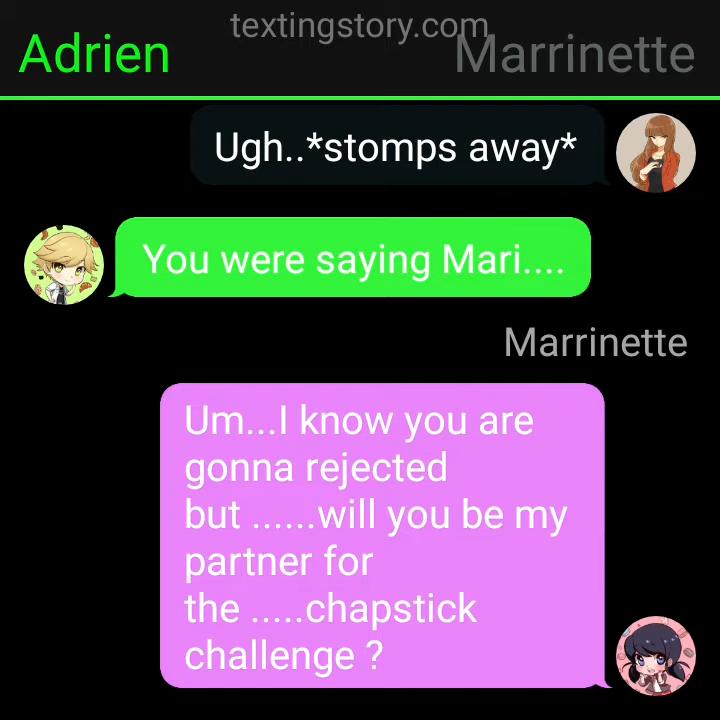 textingstory.com
Adrien Marrinette
Ugh..*stomps away*
You were saying Mari....
Marrinette
Um...I know you are
gonna rejected
but ......will you be my
partner for
the .....chapstick
challenge ?